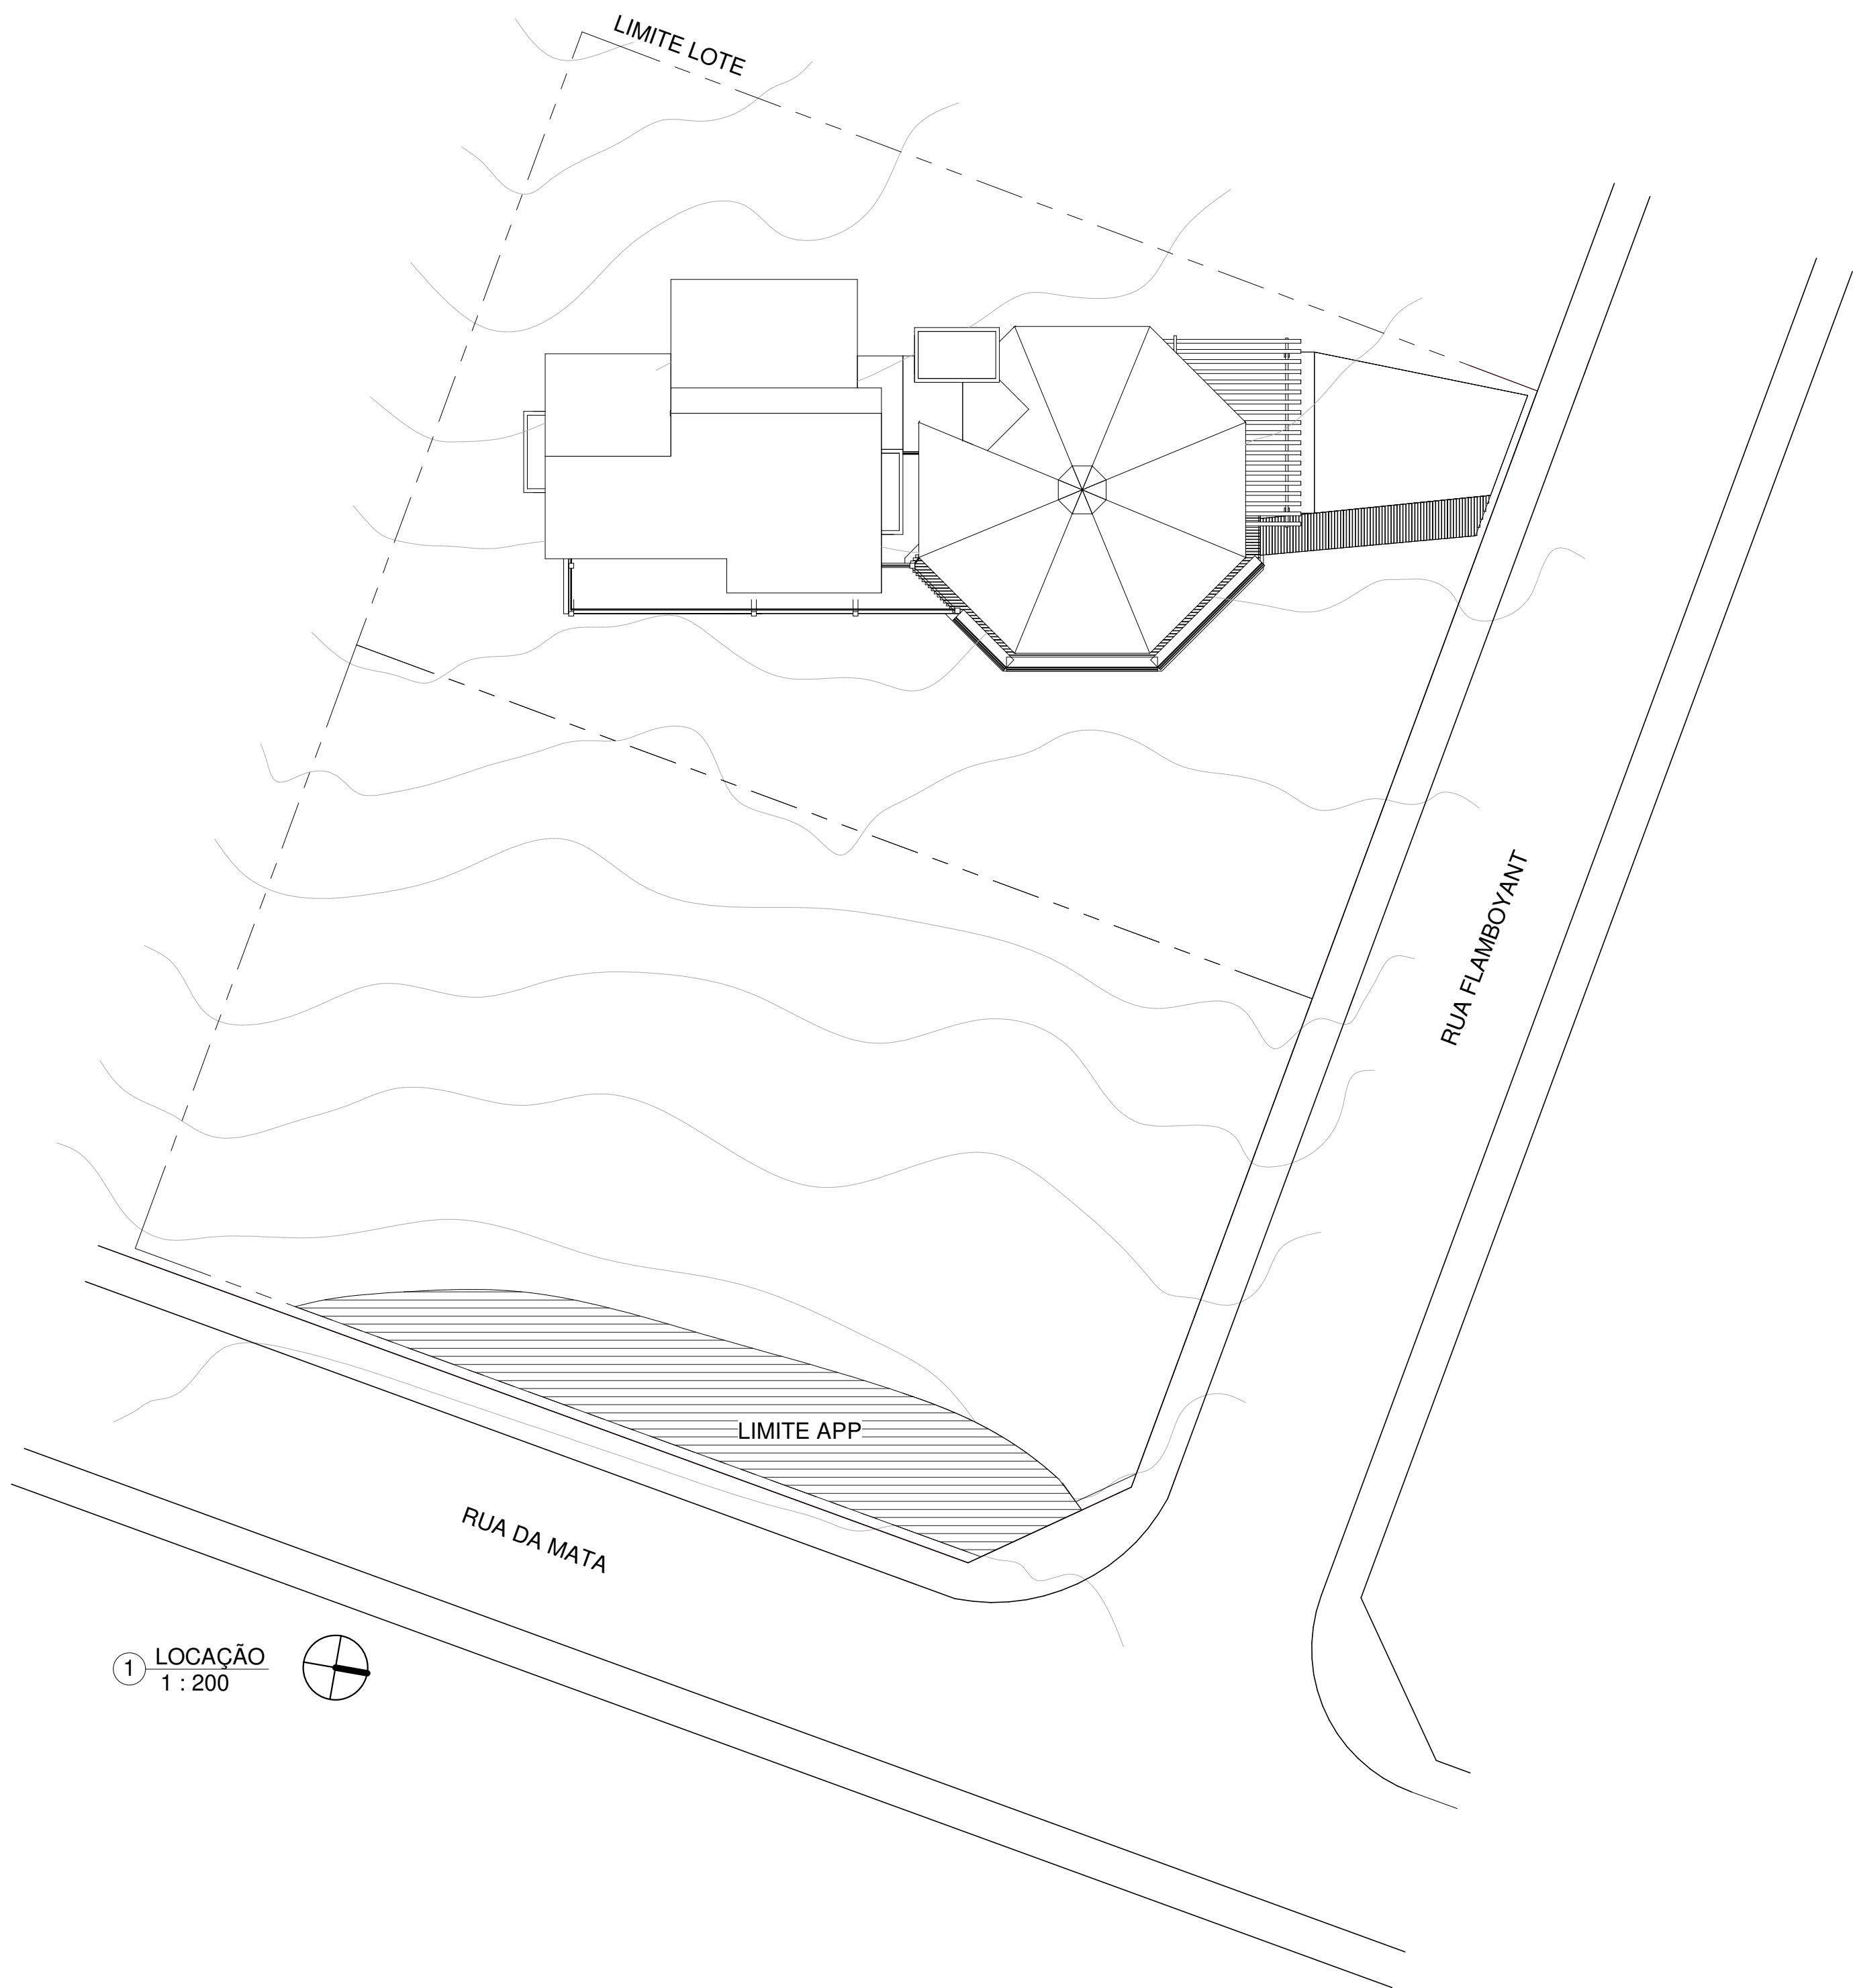 LIMITE LOTE
RUA FLAMBOYANT
LIMITE APP
RUA DA MATA
1 LOCAÇÃO
1 : 200